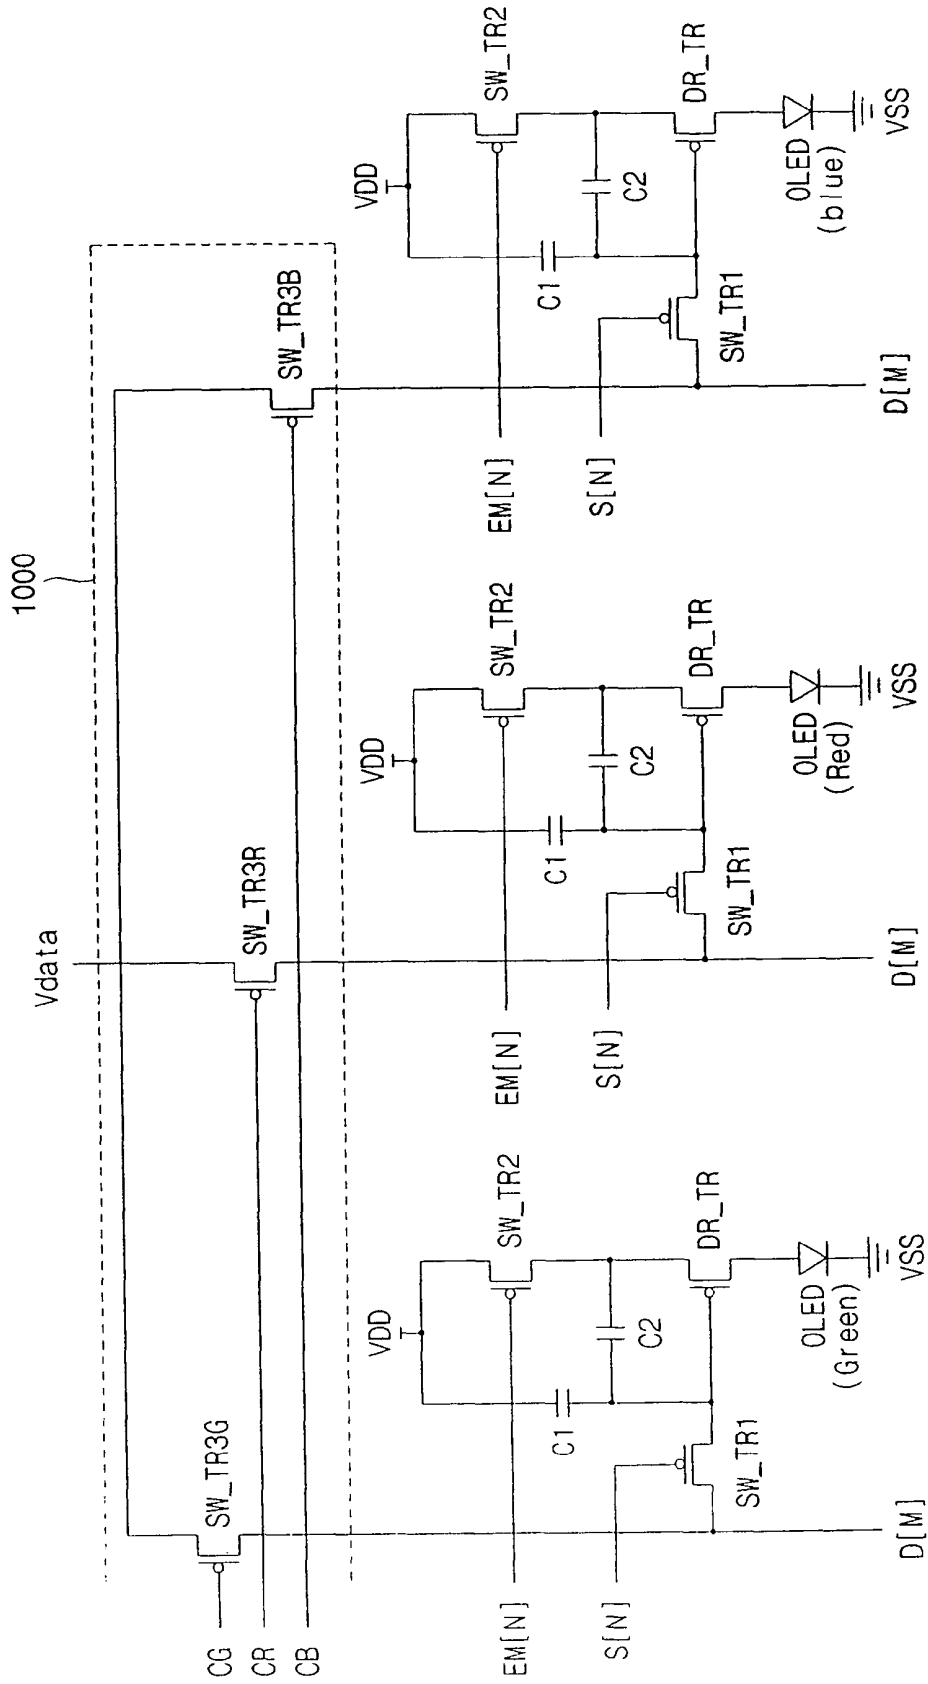 1000
Vdata
CG
CR
CB
SW_TR3G
SW_TR3R
SW_TR3B
VDD
SW_TR2
C1
C2
EM[N]
S[N]
SW_TR1
DR_TR
OLED
(Green)
VSS
D[M]
VDD
SW_TR2
C1
C2
EM[N]
S[N]
SW_TR1
DR_TR
OLED
(Red)
VSS
D[M]
VDD
SW_TR2
C1
C2
EM[N]
S[N]
SW_TR1
DR_TR
OLED
(blue)
VSS
D[M]